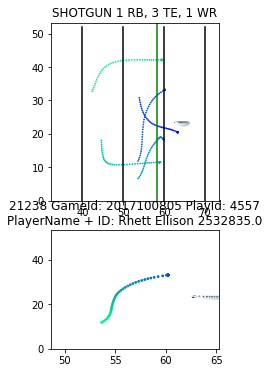 SHOTGUN 1 RB, 3 TE, 1 WR
50
40
30
20
10
0
40 50 60 70
21238 GameId: 2017100805 PlayId: 4557
PlayerName + ID: Rhett Ellison 2532835.0
40
20
0
50 55 60 65